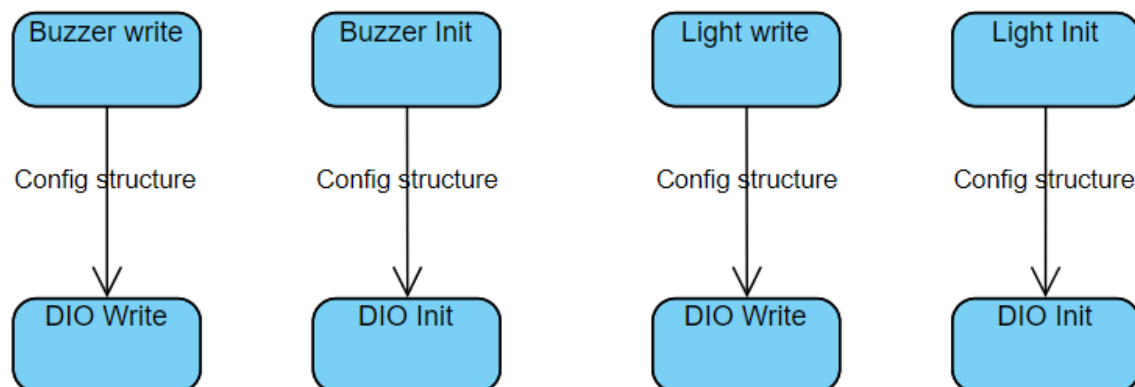 Buzzer write
Buzzer Init
Light write
Light Init
Config structure
Config structure
Config structure
Config structure
DIO Write
DIO Init
DIO Write
DIO Init